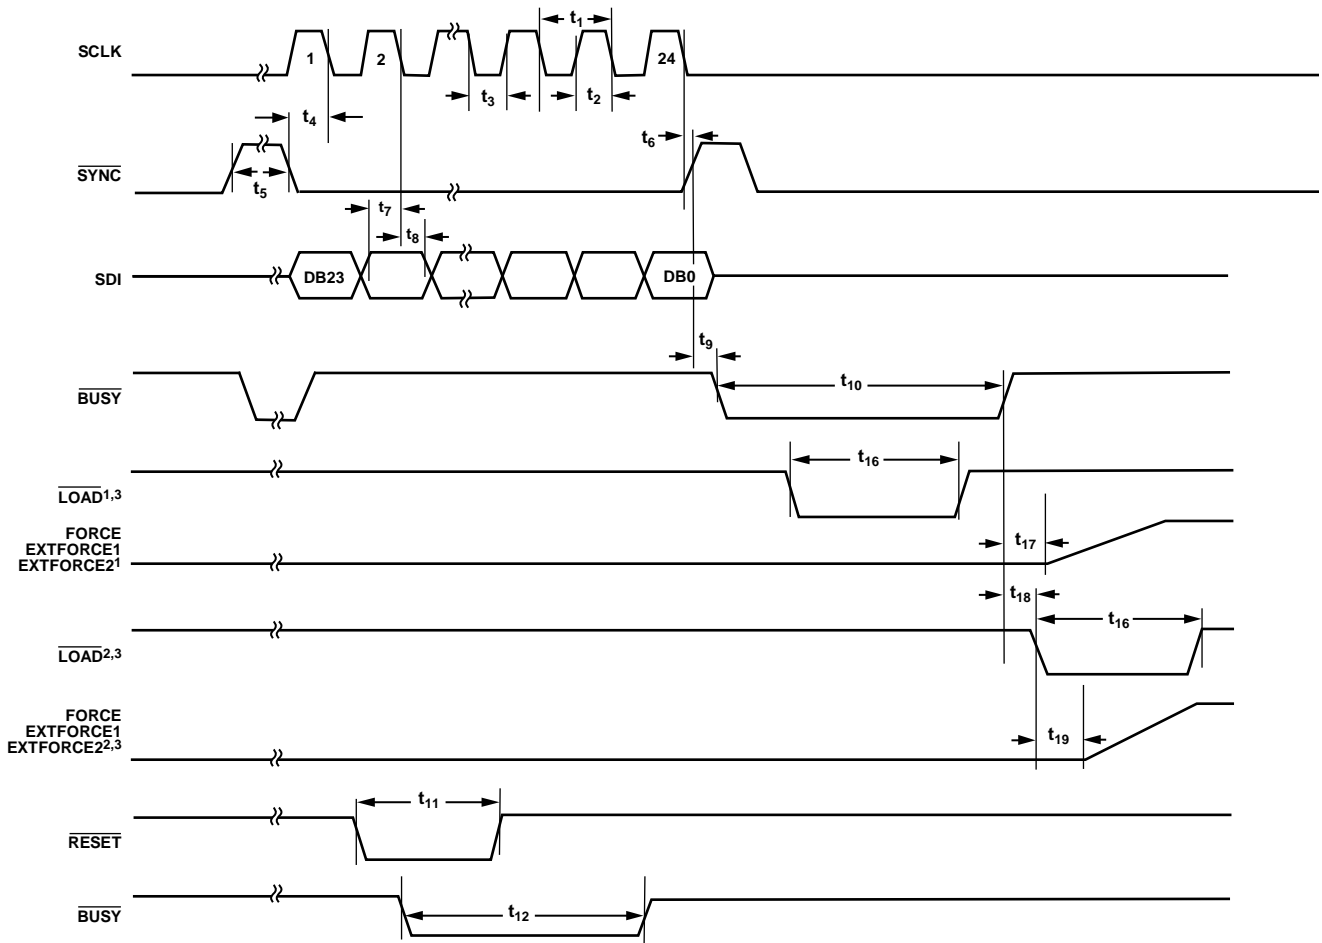 SCLK
1
2
24
t1
t3
t2
t4
t6
SYNC
t5
t7
t8
SDI
DB23
DB0
t9
BUSY
t10
t16
LOAD1,3
FORCE
EXTFORCE1
EXTFORCE21
t17
t18
t16
LOAD2,3
FORCE
EXTFORCE1
EXTFORCE22,3
t19
t11
RESET
BUSY
t12